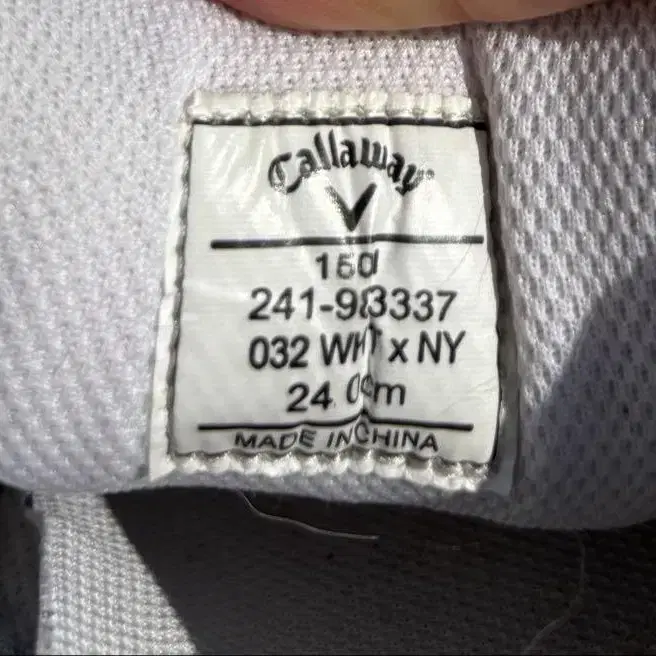 Callaway
241-983337
032 WHT x NY
24.0cm
MADE IN CHINA